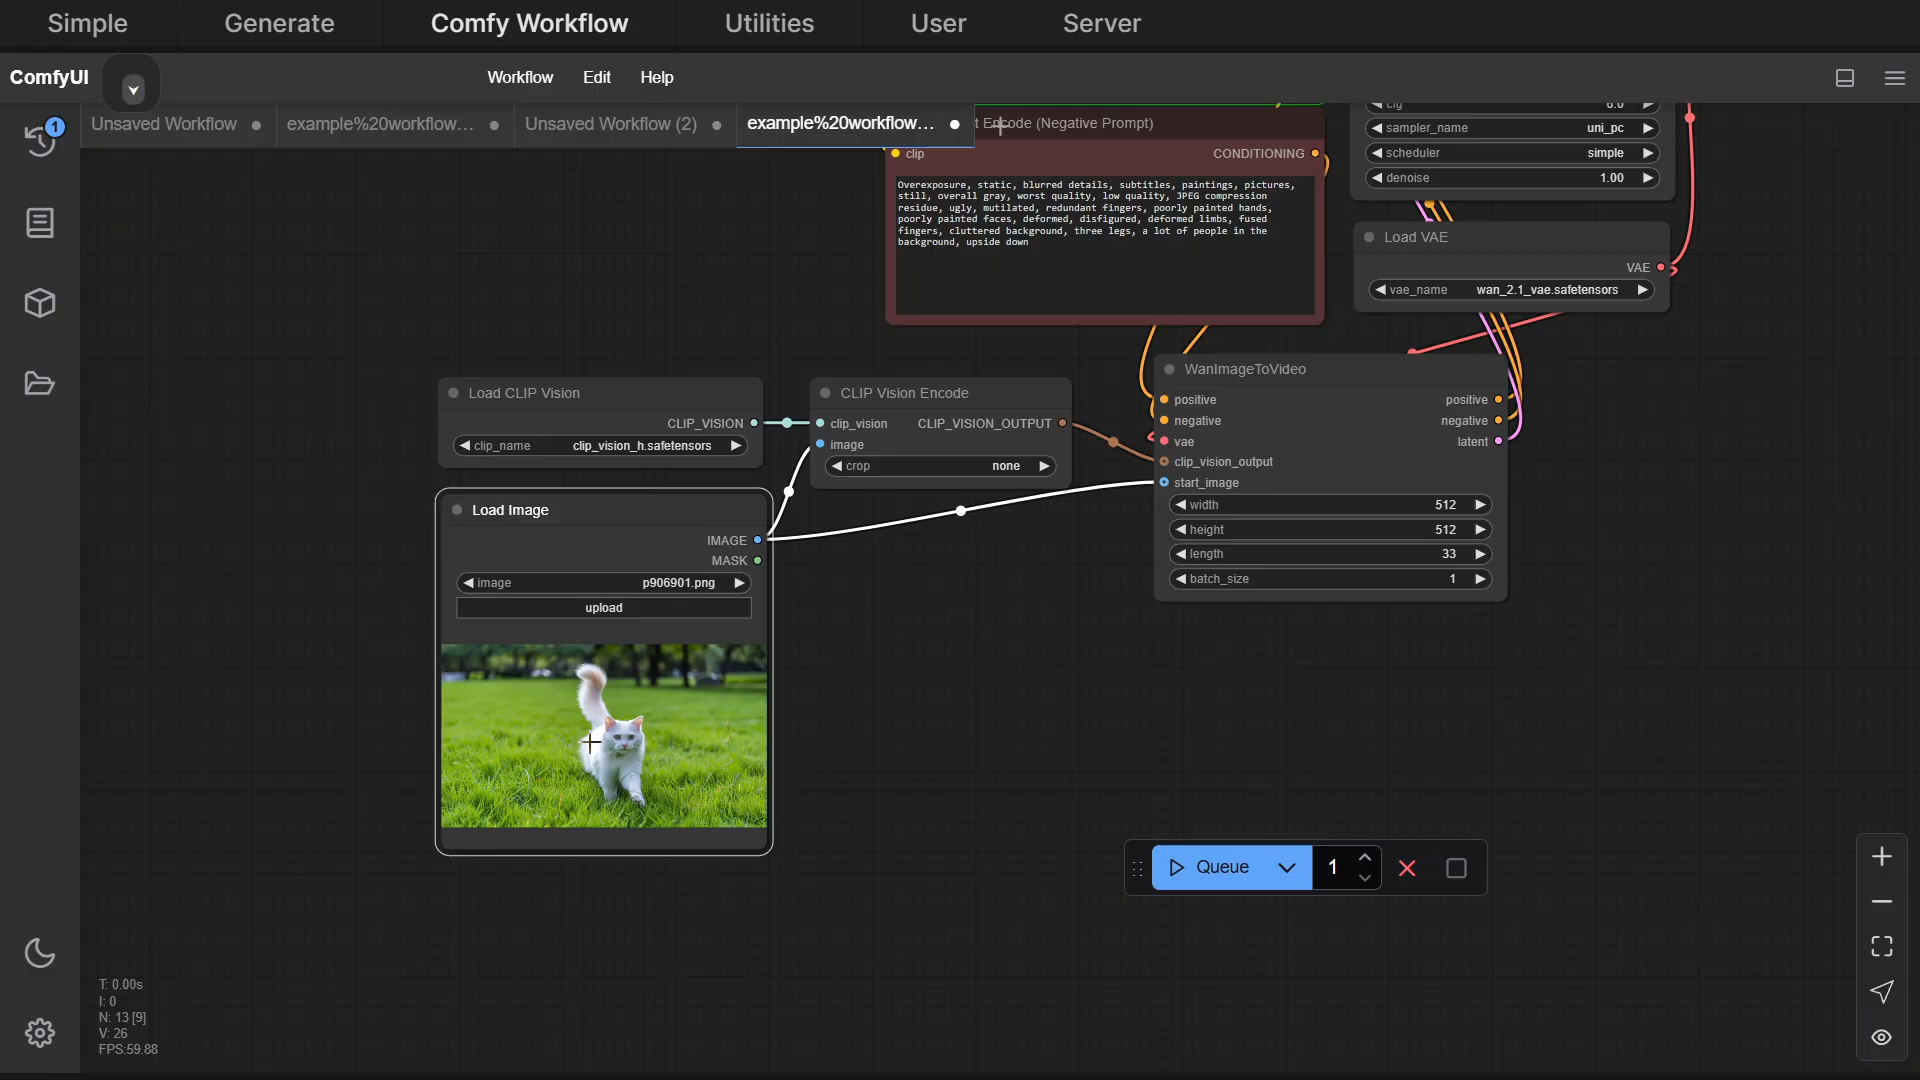 Simple Generate Comfy Workflow Utilities User Server
ComfyUI Workflow Edit Help
1
Unsaved Workflow example%20workflow... Unsaved Workflow (2) example%20workflow...
t Encode (Negative Prompt)
clip CONDITIONING
Overexposure, static, blurred details, subtitles, paintings, pictures,
still, overall gray, worst quality, low quality, JPEG compression
residue, ugly, mutilated, redundant fingers, poorly painted hands,
poorly painted faces, deformed, disfigured, deformed limbs, fused
fingers, cluttered background, three legs, a lot of people in the
background, upside down
cfg 6.0
sampler_name uni_pc
scheduler simple
denoise 1.00
Load VAE
VAE
vae_name wan_2.1_vae.safetensors
Load CLIP Vision
CLIP_VISION
clip_name clip_vision_h.safetensors
CLIP Vision Encode
clip_vision CLIP_VISION_OUTPUT
image
crop none
WanImageToVideo
positive positive
negative negative
vae latent
clip_vision_output
start_image
width 512
height 512
length 33
batch_size 1
Load Image
IMAGE
MASK
image p906901.png
upload
Queue 1
T: 0.00s
I: 0
N: 13 [9]
V: 26
FPS:59.88